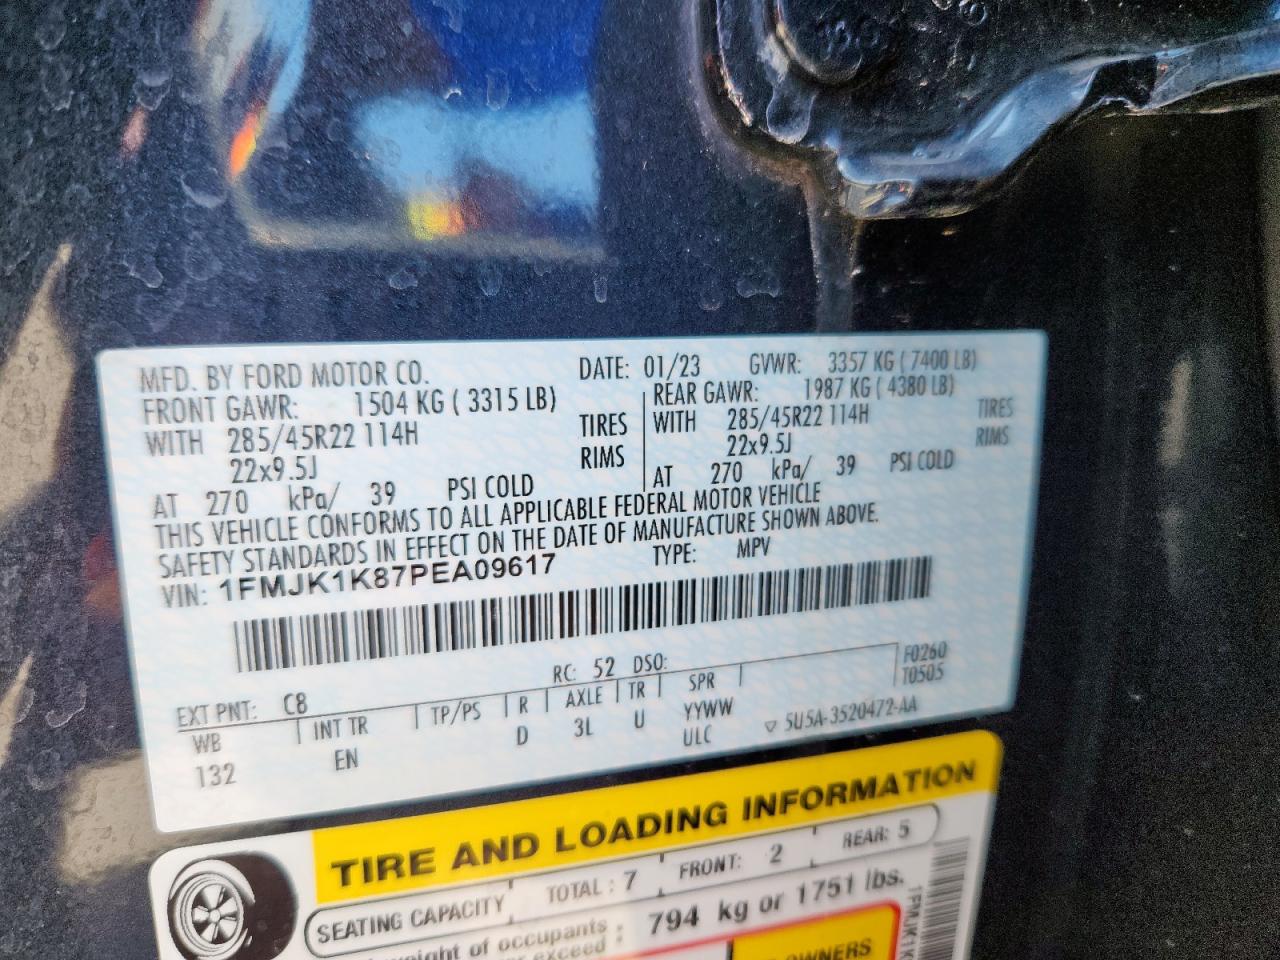 MFD. BY FORD MOTOR CO. DATE: 01/23 GVWR: 3357 KG ( 7400 LB)
FRONT GAWR: 1504 KG ( 3315 LB) REAR GAWR: 1987 KG ( 4380 LB)
WITH 285/45R22 114H TIRES WITH 285/45R22 114H TIRES
22x9.5J RIMS 22x9.5J RIMS
AT 270 kPa/ 39 PSI COLD AT 270 kPa/ 39 PSI COLD
THIS VEHICLE CONFORMS TO ALL APPLICABLE FEDERAL MOTOR VEHICLE
SAFETY STANDARDS IN EFFECT ON THE DATE OF MANUFACTURE SHOWN ABOVE.
VIN: 1FMJK1K87PEA09617 TYPE: MPV
EXT PNT: C8 RC: 52 DSO: F0260
T0505
WB INT TR TP/PS R AXLE TR SPR
132 EN D 3L U YYWW
ULC ▽ 5U5A-3520472-AA
TIRE AND LOADING INFORMATION
SEATING CAPACITY TOTAL : 7 FRONT: 2 REAR: 5
weight of occupants : 794 kg or 1751 lbs.
exceed
OWNERS